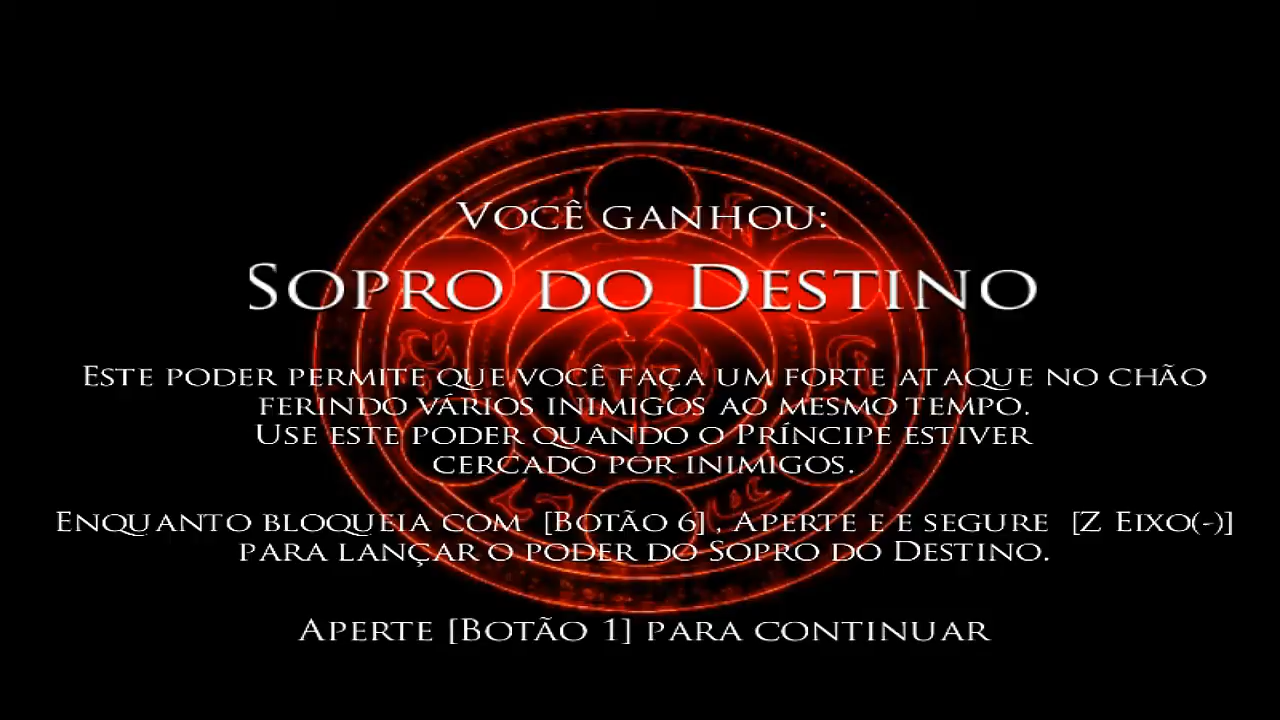 Você ganhou:
Sopro do Destino
Este poder permite que você faça um forte ataque no chão
ferindo vários inimigos ao mesmo tempo.
Use este poder quando o Príncipe estiver
cercado por inimigos.
Enquanto bloqueia com [Botão 6] , Aperte e e segure [Z Eixo(-)]
para lançar o poder do Sopro do Destino.
Aperte [Botão 1] para continuar